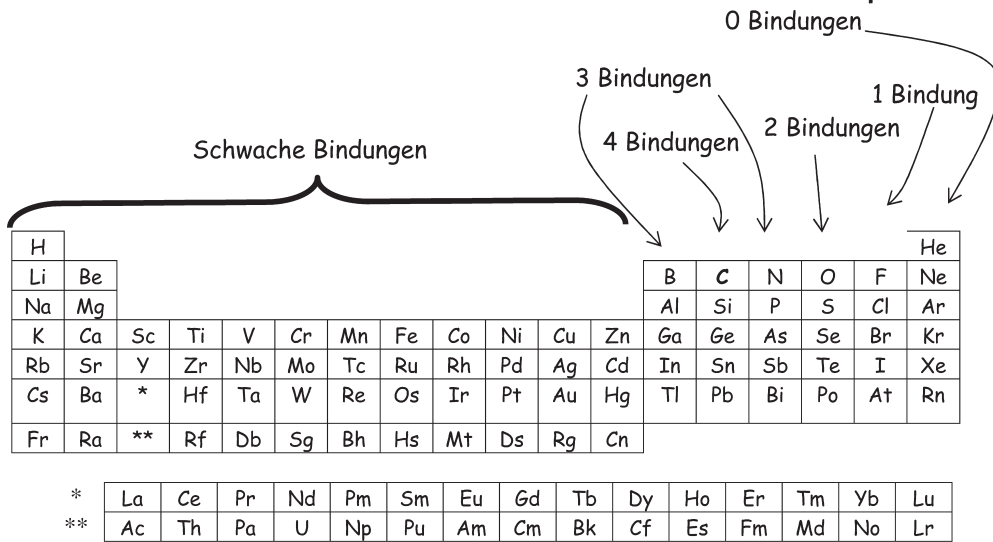 0 Bindungen
3 Bindungen
1 Bindung
2 Bindungen
4 Bindungen
Schwache Bindungen
H He
Li Be B C N O F Ne
Na Mg Al Si P S Cl Ar
K Ca Sc Ti V Cr Mn Fe Co Ni Cu Zn Ga Ge As Se Br Kr
Rb Sr Y Zr Nb Mo Tc Ru Rh Pd Ag Cd In Sn Sb Te I Xe
Cs Ba * Hf Ta W Re Os Ir Pt Au Hg Tl Pb Bi Po At Rn
Fr Ra ** Rf Db Sg Bh Hs Mt Ds Rg Cn
* La Ce Pr Nd Pm Sm Eu Gd Tb Dy Ho Er Tm Yb Lu
** Ac Th Pa U Np Pu Am Cm Bk Cf Es Fm Md No Lr